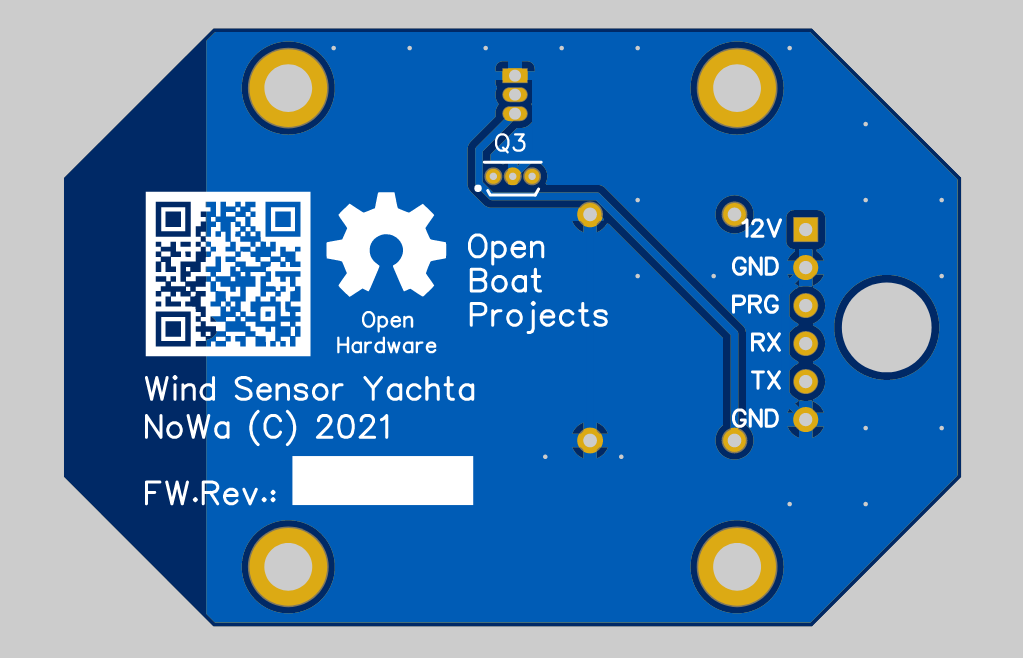 Q3
12V
GND
PRG
RX
TX
GND
Open
Boat
Projects
Open
Hardware
Wind Sensor Yachta
NoWa (C) 2021
FW.Rev.: